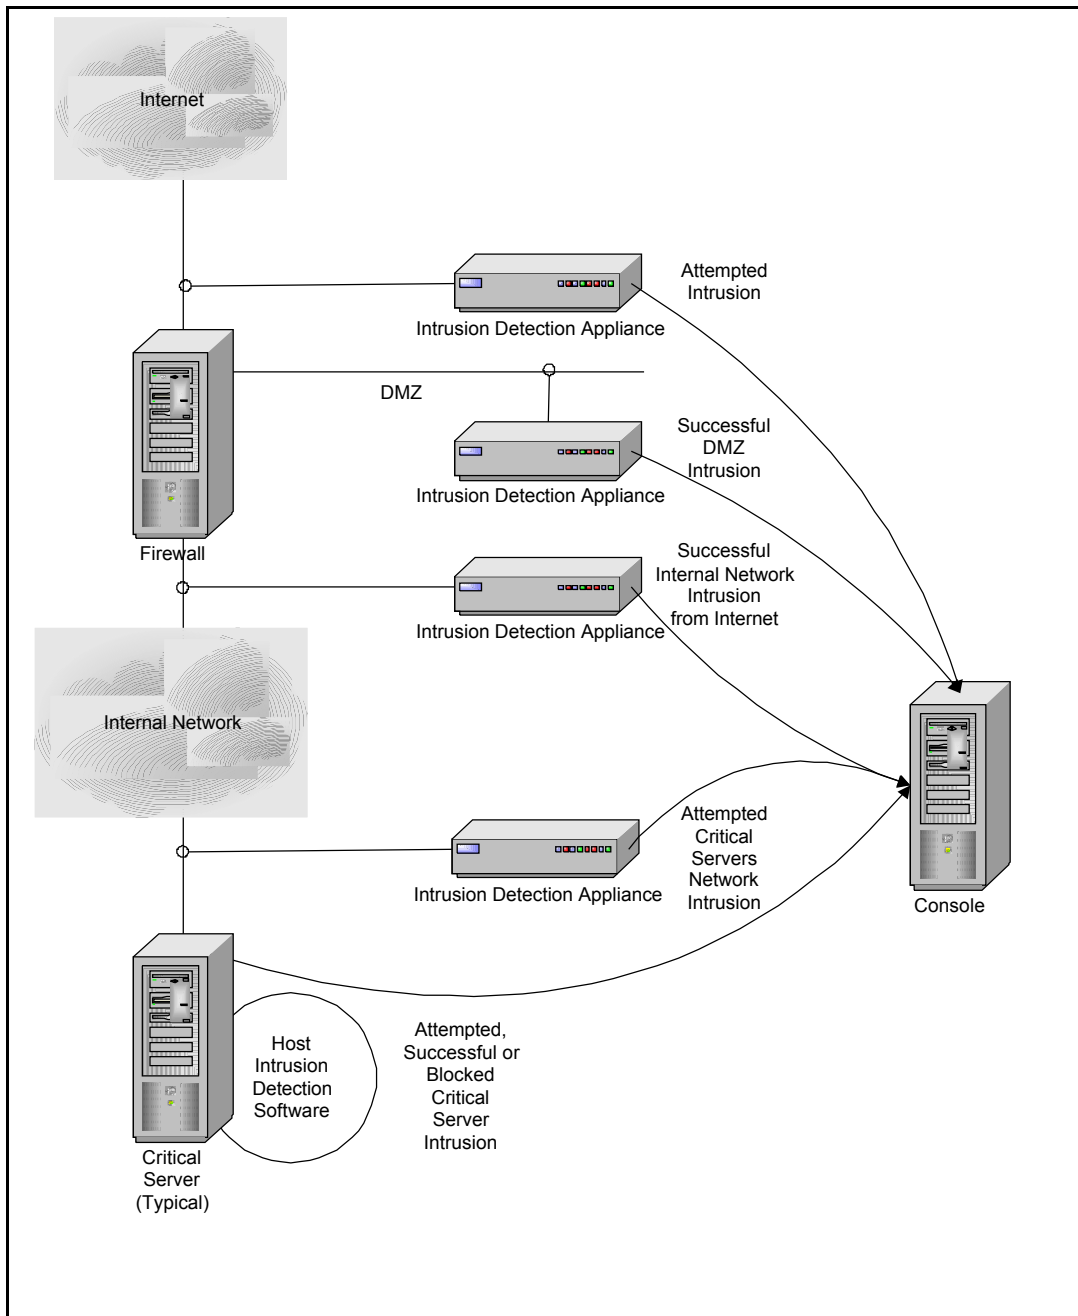 Internet
Attempted
Intrusion
Intrusion Detection Appliance
DMZ
Successful
DMZ
Intrusion
Intrusion Detection Appliance
Firewall
Successful
Internal Network
Intrusion
from Internet
Intrusion Detection Appliance
Internal Network
Attempted
Critical
Servers
Network
Intrusion
Intrusion Detection Appliance
Console
Host
Intrusion
Detection
Software
Attempted,
Successful or
Blocked
Critical
Server
Intrusion
Critical
Server
(Typical)